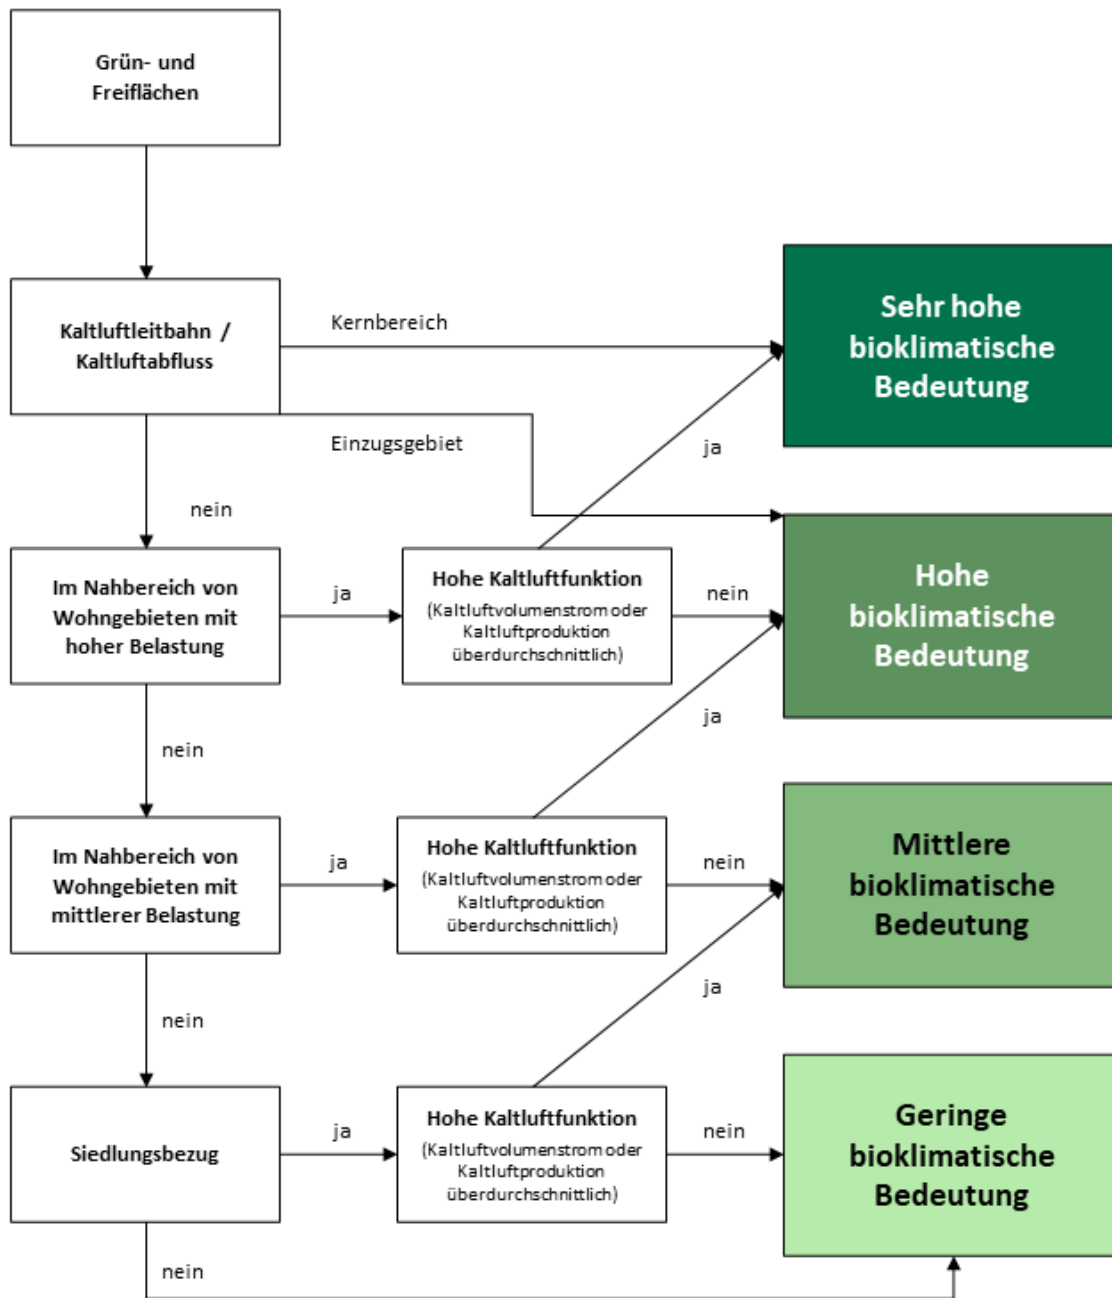 Grün- und
Freiflächen
Kaltluftleitbahn /
Kaltluftabfluss
Kernbereich
Sehr hohe
bioklimatische
Bedeutung
Einzugsgebiet
ja
nein
Im Nahbereich von
Wohngebieten mit
hoher Belastung
ja
Hohe Kaltluftfunktion
(Kaltluftvolumenstrom oder
Kaltluftproduktion
überdurchschnittlich)
nein
Hohe
bioklimatische
Bedeutung
ja
nein
Im Nahbereich von
Wohngebieten mit
mittlerer Belastung
ja
Hohe Kaltluftfunktion
(Kaltluftvolumenstrom oder
Kaltluftproduktion
überdurchschnittlich)
nein
Mittlere
bioklimatische
Bedeutung
ja
nein
Siedlungsbezug
ja
Hohe Kaltluftfunktion
(Kaltluftvolumenstrom oder
Kaltluftproduktion
überdurchschnittlich)
nein
Geringe
bioklimatische
Bedeutung
nein